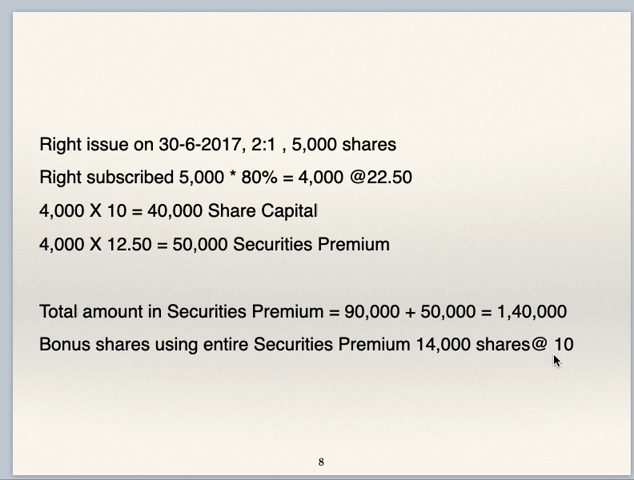 Right issue on 30-6-2017, 2:1 , 5,000 shares
Right subscribed 5,000 * 80% = 4,000 @22.50
4,000 X 10 = 40,000 Share Capital
4,000 X 12.50 = 50,000 Securities Premium
Total amount in Securities Premium = 90,000 + 50,000 = 1,40,000
Bonus shares using entire Securities Premium 14,000 shares@ 10
8